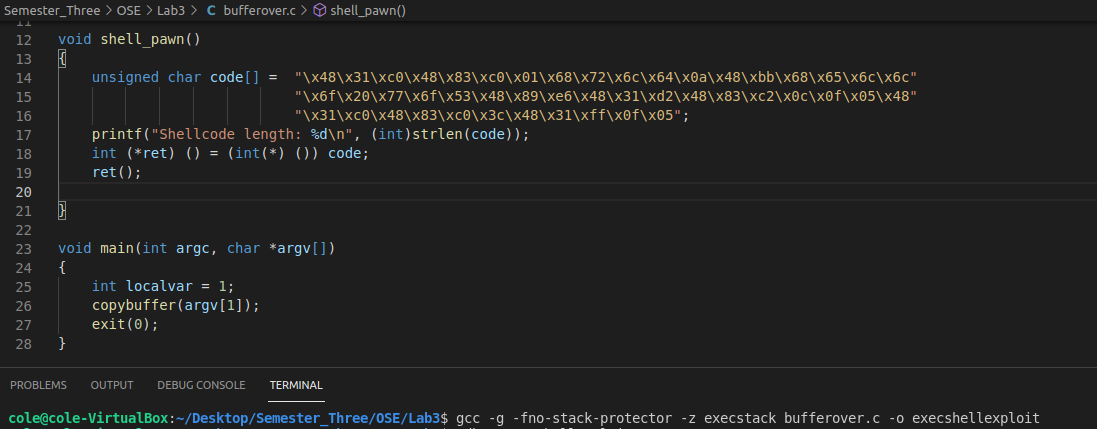 Semester_Three > OSE > Lab3 > C bufferover.c > shell_pawn()
11
12 void shell_pawn()
13 {
14 unsigned char code[] = "\x48\x31\xc0\x48\x83\xc0\x01\x68\x72\x6c\x64\x0a\x48\xbb\x68\x65\x6c\x6c"
15 "\x6f\x20\x77\x6f\x53\x48\x89\xe6\x48\x31\xd2\x48\x83\xc2\x0c\x0f\x05\x48"
16 "\x31\xc0\x48\x83\xc0\x3c\x48\x31\xff\x0f\x05";
17 printf("Shellcode length: %d\n", (int)strlen(code));
18 int (*ret) () = (int(*) ()) code;
19 ret();
20
21 }
22
23 void main(int argc, char *argv[])
24 {
25 int localvar = 1;
26 copybuffer(argv[1]);
27 exit(0);
28 }
PROBLEMS OUTPUT DEBUG CONSOLE TERMINAL
cole@cole-VirtualBox:~/Desktop/Semester_Three/OSE/Lab3$ gcc -g -fno-stack-protector -z execstack bufferover.c -o execshellexploit